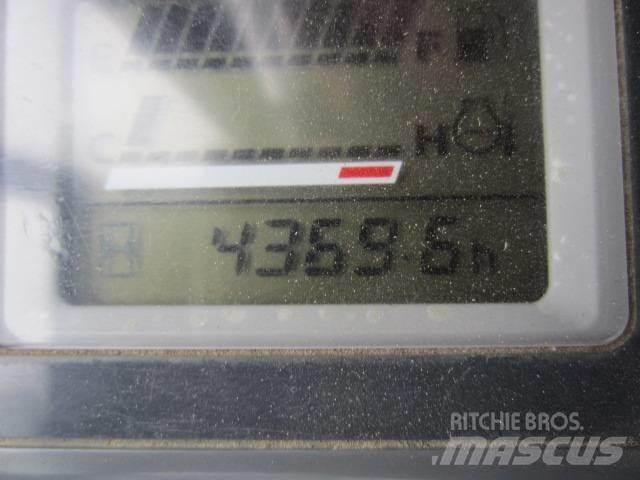 F
C H
4369.6h
RITCHIE BROS.
MASCUS